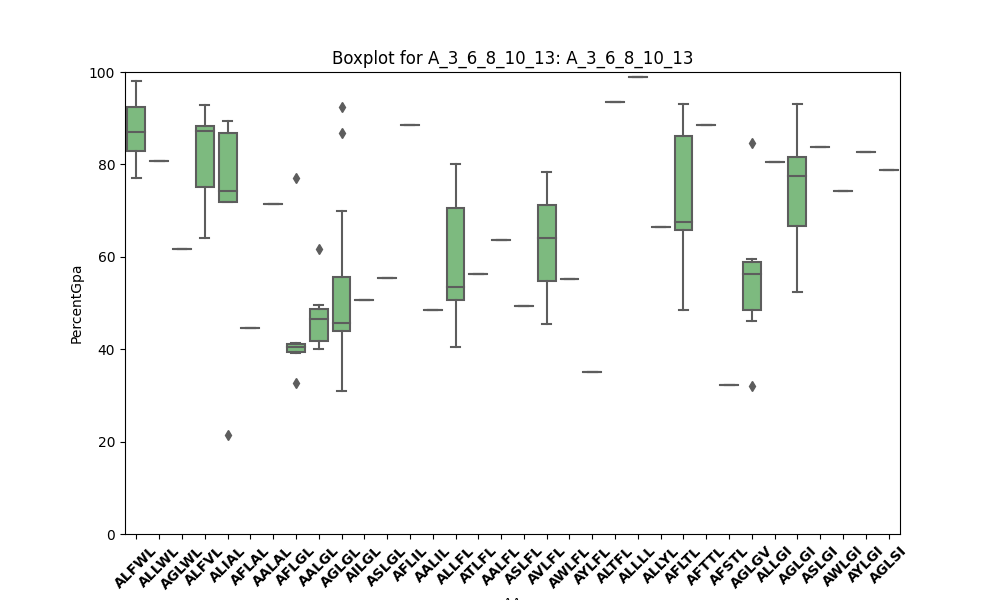 Boxplot for A_3_6_8_10_13: A_3_6_8_10_13
PercentGpa
100
80
60
40
20
0
ALFWL
ALLWL
AGLWL
ALFVL
ALIAL
AFLAL
AALAL
AFLGL
AALGL
AGLGL
AILGL
ASLGL
AFLIL
AALIL
ALLFL
ATLFL
AALFL
ASLFL
AVLFL
AWLFL
AYLFL
ALTFL
ALLLL
ALLYL
AFLTL
AFTTL
AFSTL
AGLGV
ALLGI
AGLGI
ASLGI
AWLGI
AYLGI
AGLSI